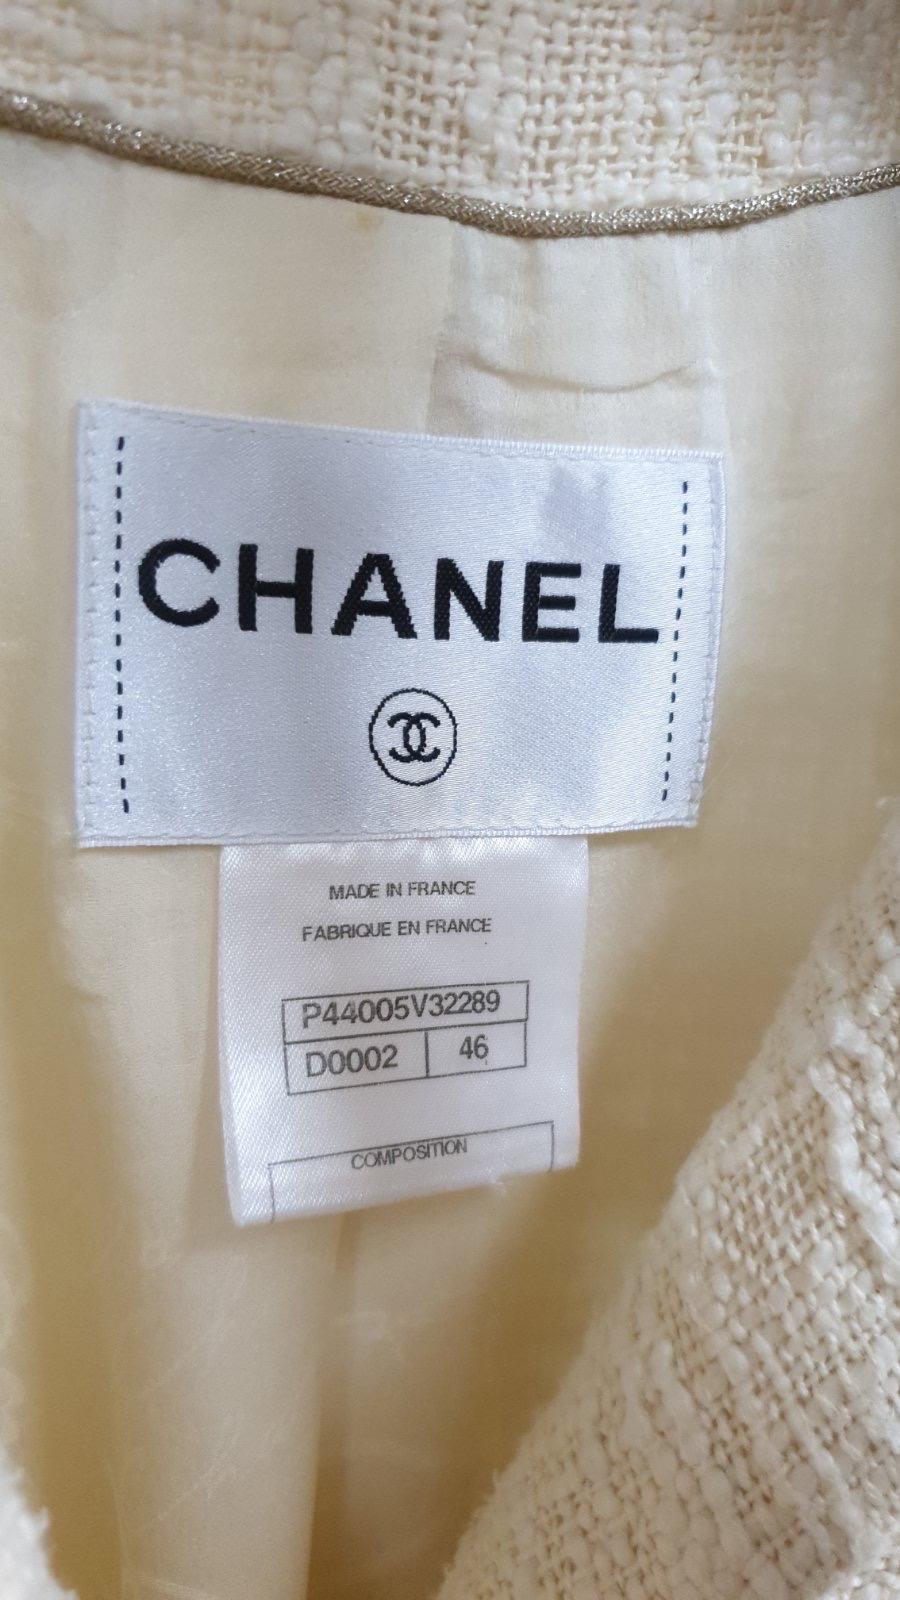 CHANEL
MADE IN FRANCE
FABRIQUE EN FRANCE
P44005V32289
D0002 46
COMPOSITION